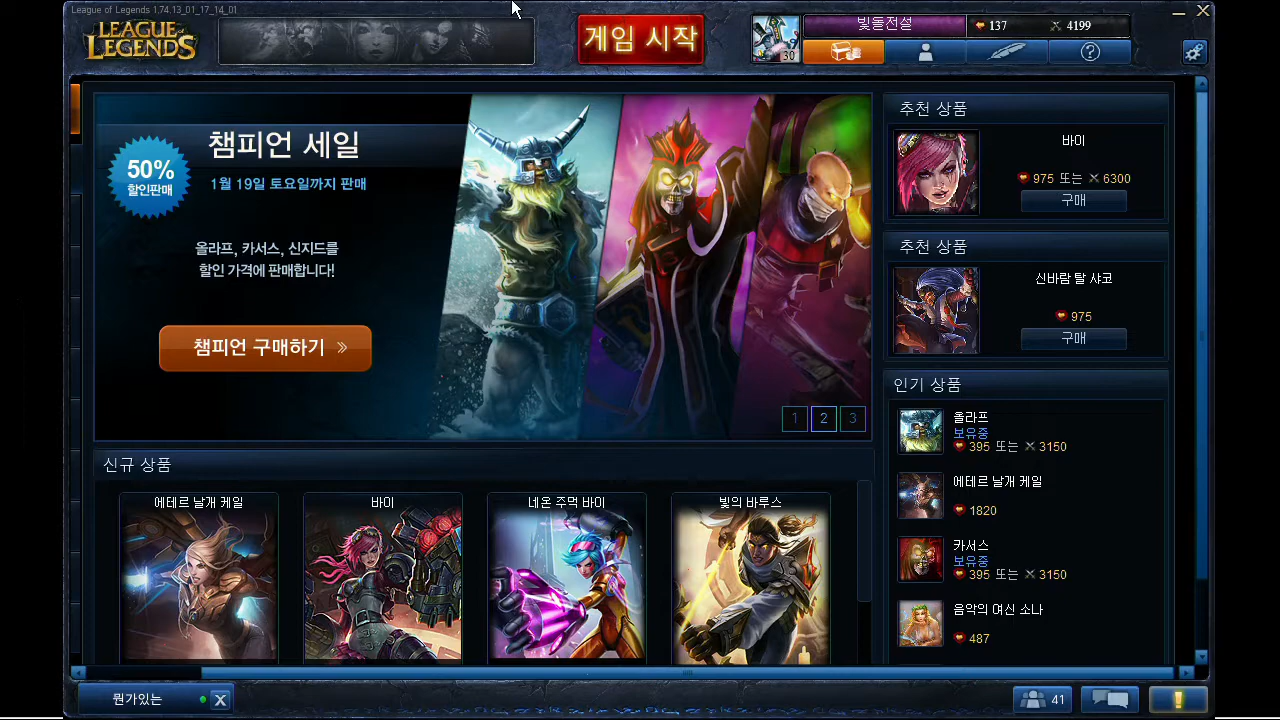 League of Legends 1.74.13_01_17_14_01
LEAGUE OF LEGENDS
게임 시작
30
빛돌전설
137
4199
50%
할인판매
챔피언 세일
1월 19일 토요일까지 판매
올라프, 카서스, 신지드를
할인 가격에 판매합니다!
챔피언 구매하기 »
1 2 3
추천 상품
바이
975 또는 6300
구매
추천 상품
신바람 탈 샤코
975
구매
인기 상품
올라프
보유중
395 또는 3150
에테르 날개 케일
1820
카서스
보유중
395 또는 3150
음악의 여신 소나
487
신규 상품
에테르 날개 케일
바이
네온 주먹 바이
빛의 바루스
뭔가있는
X
41